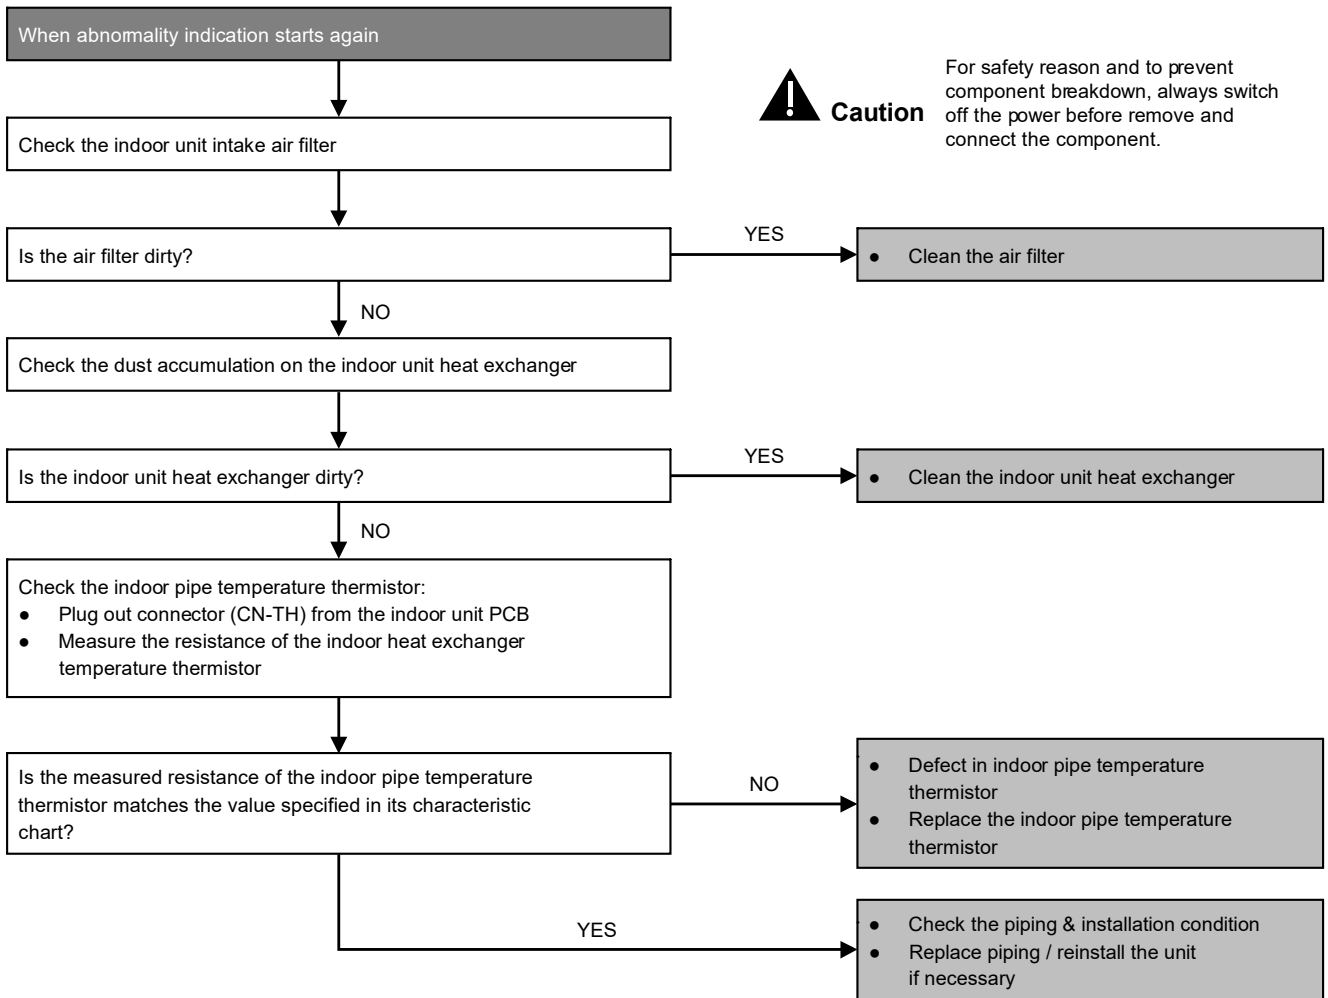 When abnormality indication starts again
For safety reason and to prevent
component breakdown, always switch
off the power before remove and
connect the component.
Caution
Check the indoor unit intake air filter
Is the air filter dirty?
YES
● Clean the air filter
NO
Check the dust accumulation on the indoor unit heat exchanger
Is the indoor unit heat exchanger dirty?
YES
● Clean the indoor unit heat exchanger
NO
Check the indoor pipe temperature thermistor:
● Plug out connector (CN-TH) from the indoor unit PCB
● Measure the resistance of the indoor heat exchanger
temperature thermistor
Is the measured resistance of the indoor pipe temperature
thermistor matches the value specified in its characteristic
chart?
NO
● Defect in indoor pipe temperature
thermistor
● Replace the indoor pipe temperature
thermistor
YES
● Check the piping & installation condition
● Replace piping / reinstall the unit
if necessary